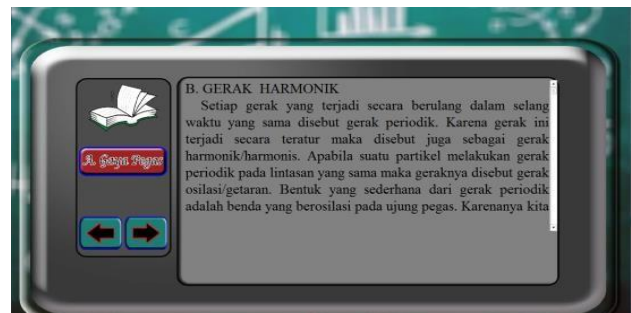 B. GERAK HARMONIK
Setiap gerak yang terjadi secara berulang dalam selang
waktu yang sama disebut gerak periodik. Karena gerak ini
terjadi secara teratur maka disebut juga sebagai gerak
harmonik/harmonis. Apabila suatu partikel melakukan gerak
periodik pada lintasan yang sama maka geraknya disebut gerak
osilasi/getaran. Bentuk yang sederhana dari gerak periodik
adalah benda yang berosilasi pada ujung pegas. Karenanya kita
A. Gaya Pegas